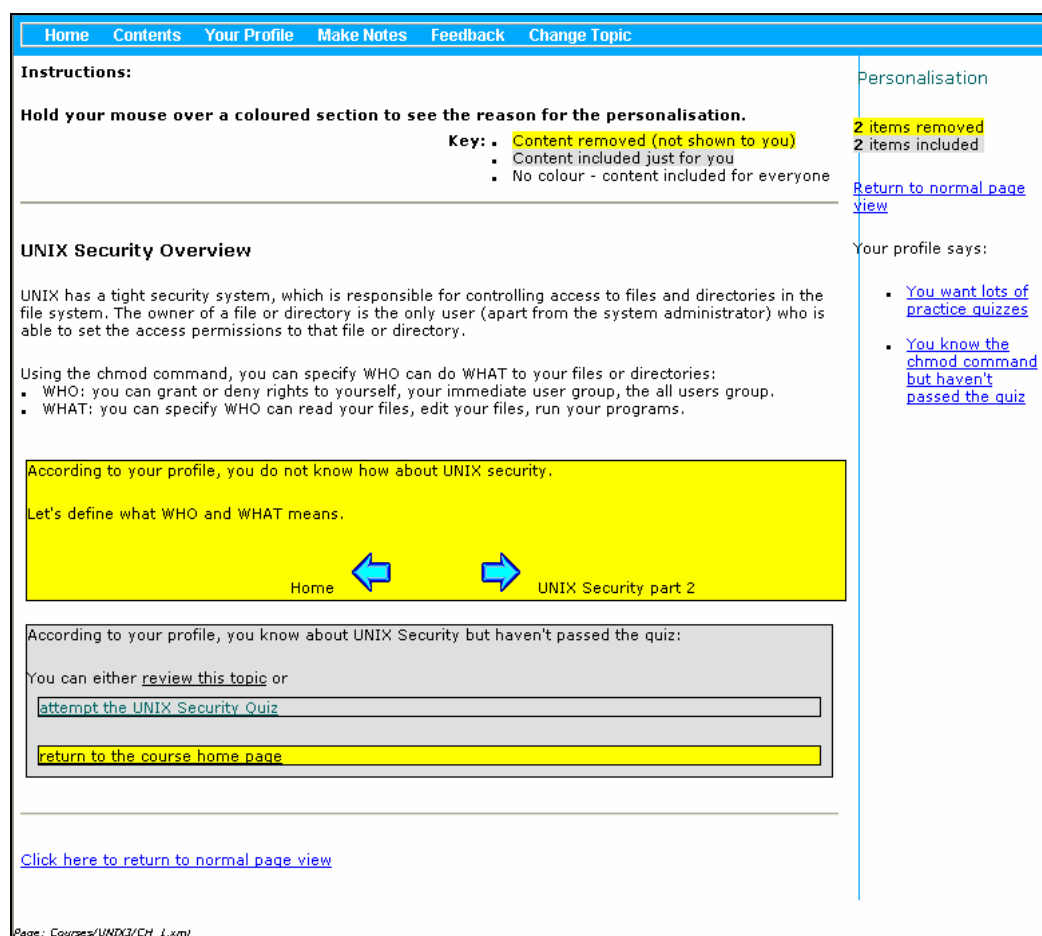 Home Contents Your Profile Make Notes Feedback Change Topic
Instructions:
Hold your mouse over a coloured section to see the reason for the personalisation.
Key: • Content removed (not shown to you)
• Content included just for you
• No colour - content included for everyone
UNIX Security Overview
UNIX has a tight security system, which is responsible for controlling access to files and directories in the
file system. The owner of a file or directory is the only user (apart from the system administrator) who is
able to set the access permissions to that file or directory.
Using the chmod command, you can specify WHO can do WHAT to your files or directories:
• WHO: you can grant or deny rights to yourself, your immediate user group, the all users group.
• WHAT: you can specify WHO can read your files, edit your files, run your programs.
According to your profile, you do not know how about UNIX security.
Let's define what WHO and WHAT means.
Home UNIX Security part 2
According to your profile, you know about UNIX Security but haven't passed the quiz:
You can either review this topic or
attempt the UNIX Security Quiz
return to the course home page
Click here to return to normal page view
Page: Courses/UNIX3/CH_1.xml
Personalisation
2 items removed
2 items included
Return to normal page
view
Your profile says:
• You want lots of
practice quizzes
• You know the
chmod command
but haven't
passed the quiz